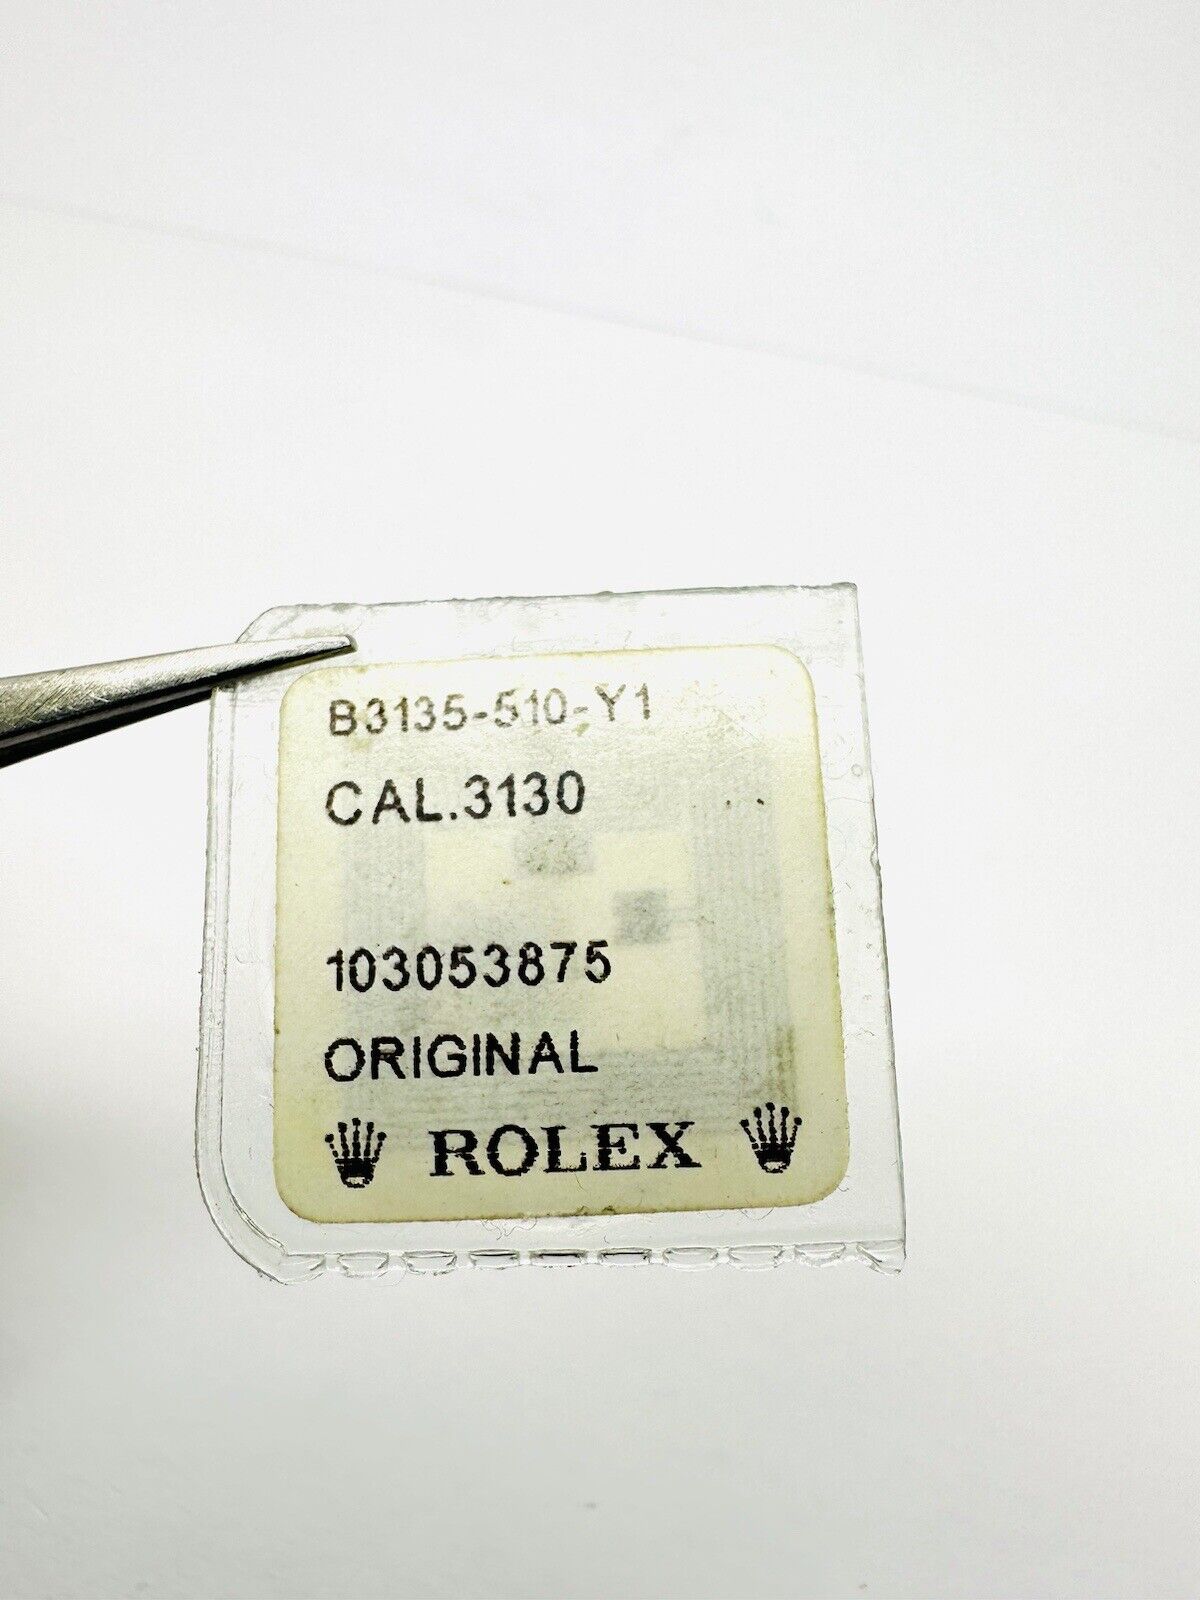 B3135-510-Y1
CAL.3130
103053875
ORIGINAL
ROLEX